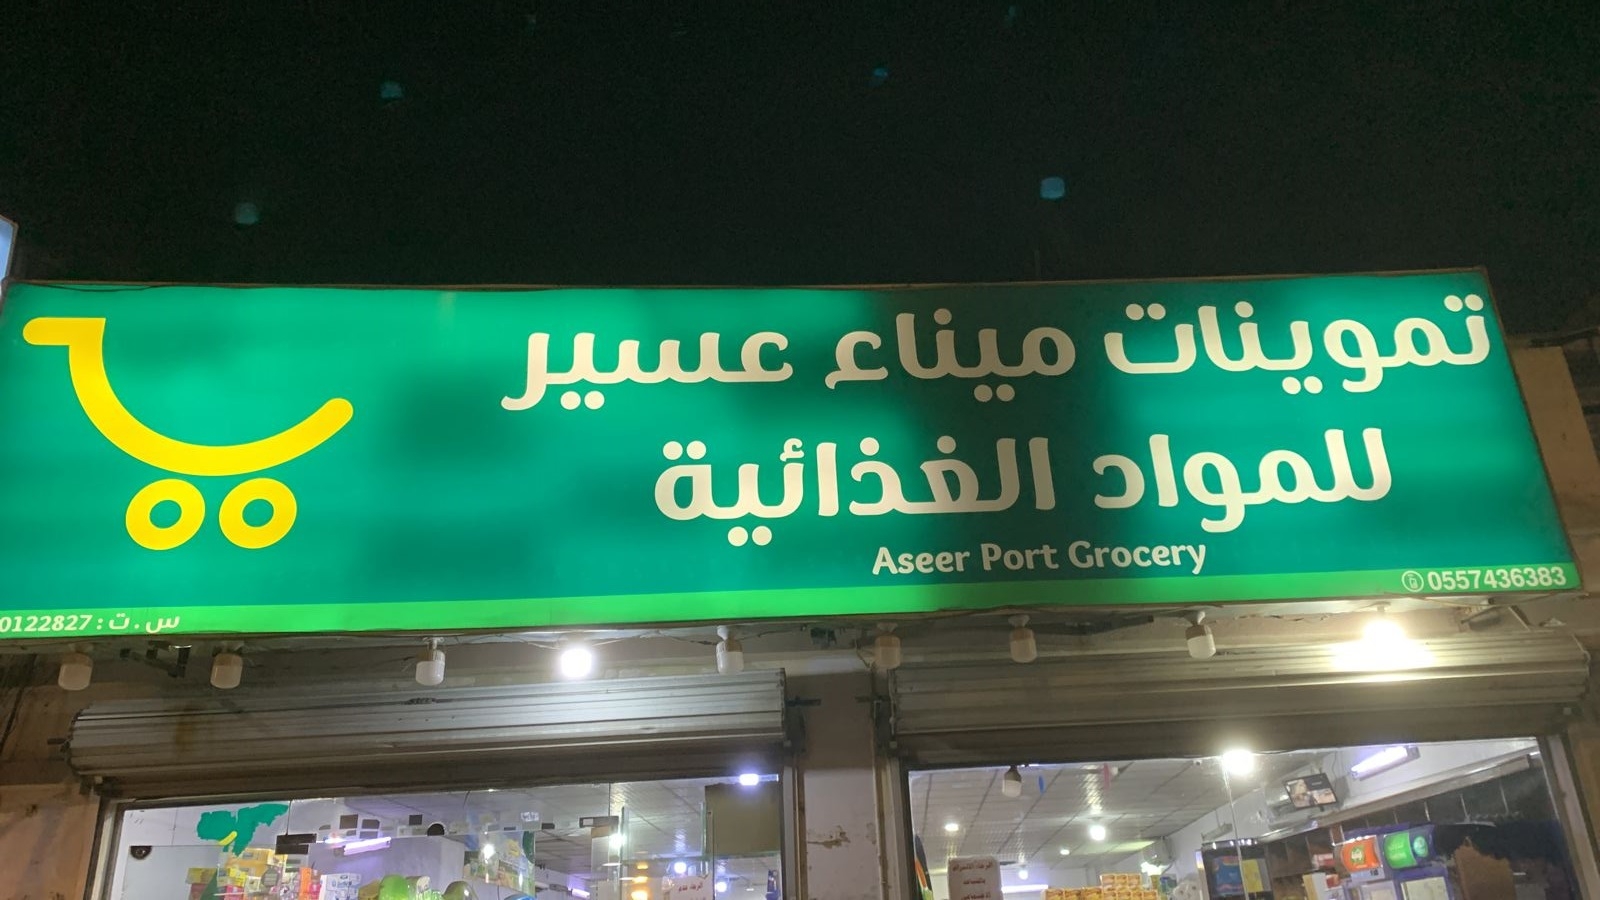 تموينات ميناء عسير
للمواد الغذائية
Aseer Port Grocery
0557436383
س . ت : 0122827